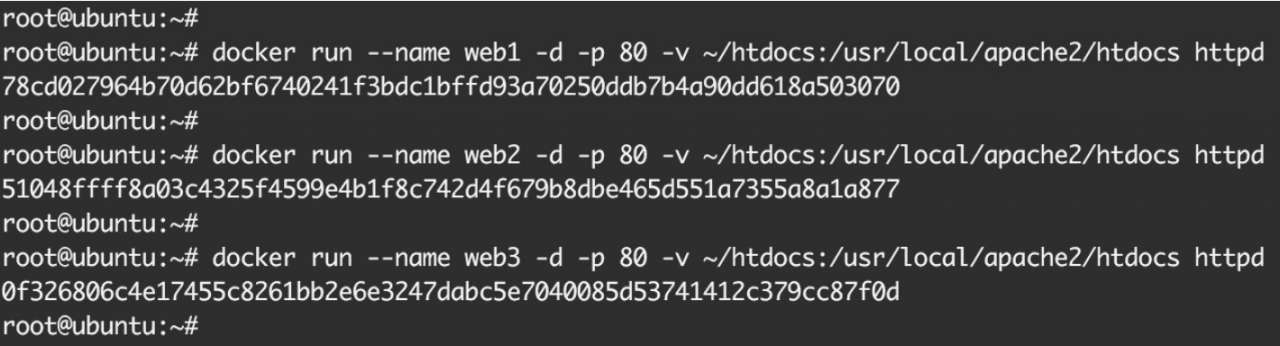 root@ubuntu:~#
root@ubuntu:~# docker run --name web1 -d -p 80 -v ~/htdocs:/usr/local/apache2/htdocs httpd
78cd027964b70d62bf6740241f3bdc1bffd93a70250ddb7b4a90dd618a503070
root@ubuntu:~#
root@ubuntu:~# docker run --name web2 -d -p 80 -v ~/htdocs:/usr/local/apache2/htdocs httpd
51048ffff8a03c4325f4599e4b1f8c742d4f679b8dbe465d551a7355a8a1a877
root@ubuntu:~#
root@ubuntu:~# docker run --name web3 -d -p 80 -v ~/htdocs:/usr/local/apache2/htdocs httpd
0f326806c4e17455c8261bb2e6e3247dabc5e7040085d53741412c379cc87f0d
root@ubuntu:~#